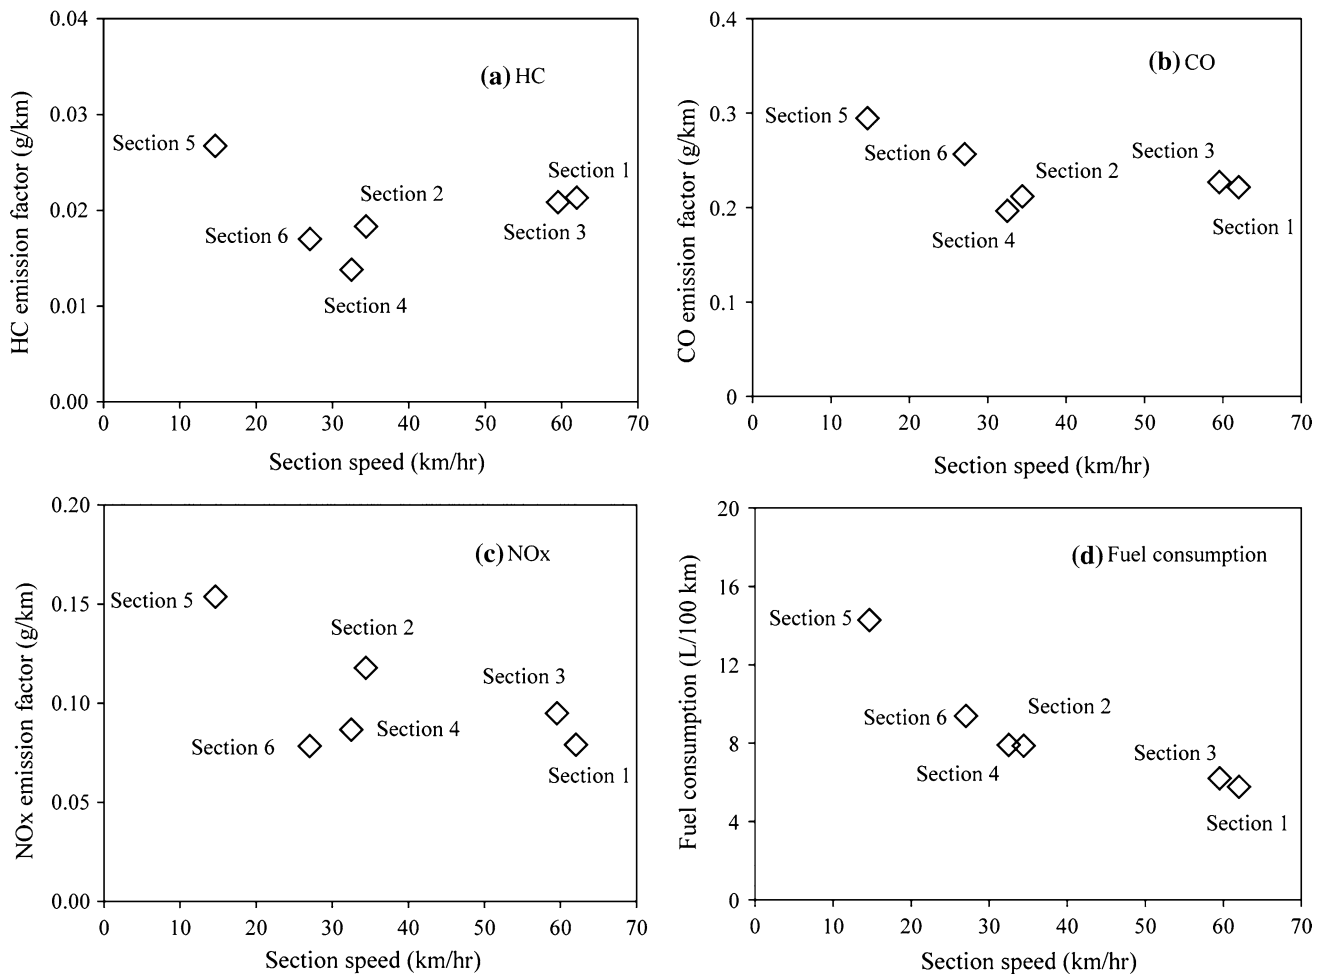 0.04
0.03
0.02
0.01
0.00
HC emission factor (g/km)
(a) HC
Section 5
Section 1
Section 2
Section 6
Section 3
Section 4
0 10 20 30 40 50 60 70
Section speed (km/hr)
0.4
0.3
0.2
0.1
0
CO emission factor (g/km)
(b) CO
Section 5
Section 6
Section 3
Section 2
Section 4
Section 1
0 10 20 30 40 50 60 70
Section speed (km/hr)
0.20
0.15
0.10
0.05
0.00
NOx emission factor (g/km)
(c) NOx
Section 5
Section 2
Section 3
Section 4
Section 6
Section 1
0 10 20 30 40 50 60 70
Section speed (km/hr)
20
16
12
8
4
0
Fuel consumption (L/100 km)
(d) Fuel consumption
Section 5
Section 6
Section 2
Section 3
Section 4
Section 1
0 10 20 30 40 50 60 70
Section speed (km/hr)